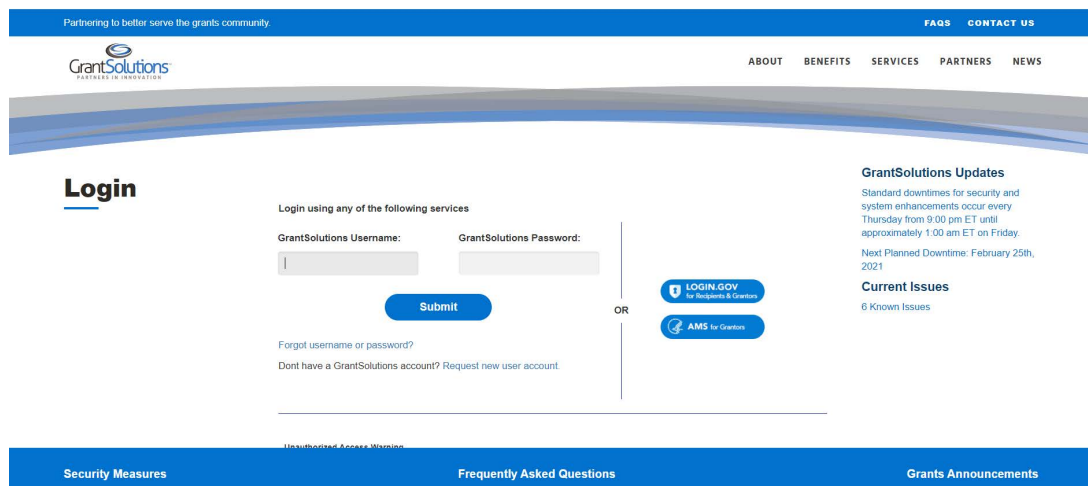 Partnering to better serve the grants community.
FAQS CONTACT US
GrantSolutions
PARTNERS IN INNOVATION
ABOUT BENEFITS SERVICES PARTNERS NEWS
Login
Login using any of the following services
GrantSolutions Username: GrantSolutions Password:
Submit
OR
LOGIN.GOV
for Recipients & Grantors
AMS for Grantors
Forgot username or password?
Dont have a GrantSolutions account? Request new user account.
Unauthorized Access Warning
GrantSolutions Updates
Standard downtimes for security and
system enhancements occur every
Thursday from 9:00 pm ET until
approximately 1:00 am ET on Friday.
Next Planned Downtime: February 25th,
2021
Current Issues
6 Known Issues
Security Measures Frequently Asked Questions Grants Announcements